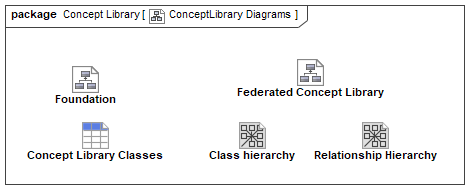 package Concept Library [ ConceptLibrary Diagrams ]
Foundation
Federated Concept Library
Concept Library Classes
Class hierarchy
Relationship Hierarchy